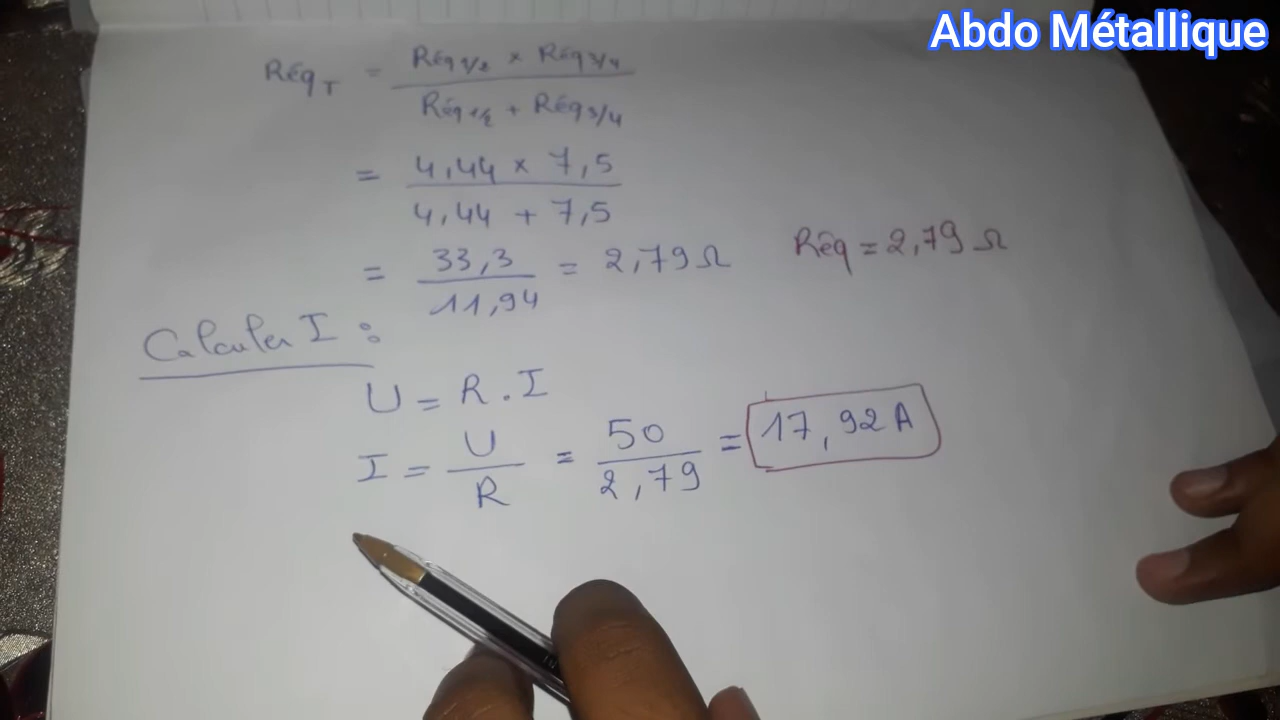 Abdo Métallique
Réq T = Réq 1/2 × Réq 3/4
Réq 1/2 + Réq 3/4
= 4,44 × 7,5
4,44 + 7,5
= 33,3 = 2,79 Ω Réq = 2,79 Ω
11,94
Calculer I :
U = R . I
I = U = 50 = 17,92 A
R 2,79